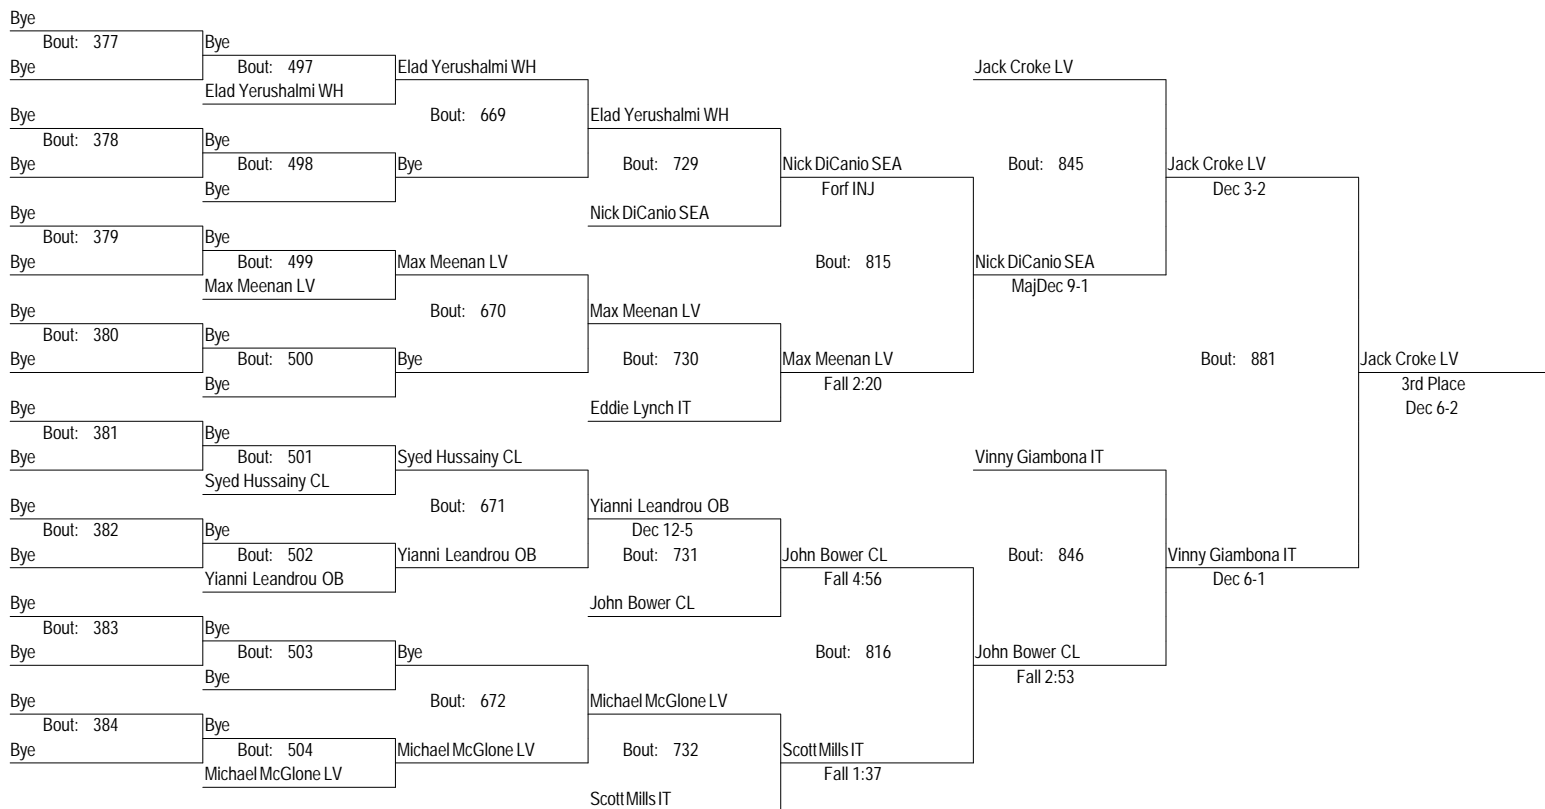 Bye
Bout: 377
Bye
Bye
Bout: 497
Elad Yerushalmi WH
Elad Yerushalmi WH
Bye
Bout: 378
Bye
Bye
Bout: 498
Bye
Bye
Bout: 669
Elad Yerushalmi WH
Bout: 729
Nick DiCanio SEA
Nick DiCanio SEA
Forf INJ
Bye
Bout: 379
Bye
Bye
Bout: 499
Max Meenan LV
Max Meenan LV
Bye
Bout: 380
Bye
Bye
Bout: 500
Bye
Bye
Bout: 670
Max Meenan LV
Bout: 730
Eddie Lynch IT
Max Meenan LV
Fall 2:20
Bout: 815
Nick DiCanio SEA
MajDec 9-1
Jack Croke LV
Bout: 845
Jack Croke LV
Dec 3-2
Bye
Bout: 381
Bye
Bye
Bout: 501
Syed Hussainy CL
Syed Hussainy CL
Bye
Bout: 382
Bye
Bye
Bout: 502
Yianni Leandrou OB
Yianni Leandrou OB
Bout: 671
Yianni Leandrou OB
Dec 12-5
Bout: 731
John Bower CL
John Bower CL
Fall 4:56
Bye
Bout: 383
Bye
Bye
Bout: 503
Bye
Bye
Bye
Bout: 384
Bye
Bye
Bout: 504
Michael McGlone LV
Michael McGlone LV
Bout: 672
Michael McGlone LV
Bout: 732
Scott Mills IT
Scott Mills IT
Fall 1:37
Bout: 816
John Bower CL
Fall 2:53
Vinny Giambona IT
Bout: 846
Vinny Giambona IT
Dec 6-1
Bout: 881
Jack Croke LV
3rd Place
Dec 6-2